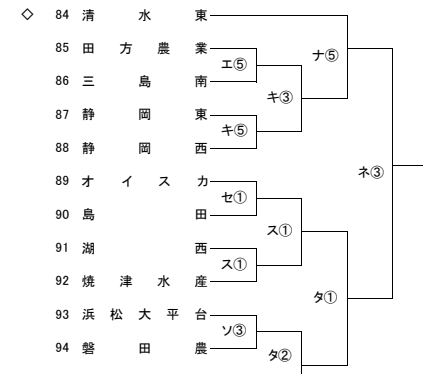 ◇ 84 清水東
85 田方農業
エ⑤
ナ⑤
86 三島南
キ③
87 静岡東
キ⑤
88 静岡西
ネ③
89 オイスカ
セ①
90 島田
ス①
91 湖西
ス①
92 焼津水産
タ①
93 浜松大平台
ソ③
94 磐田農
タ②